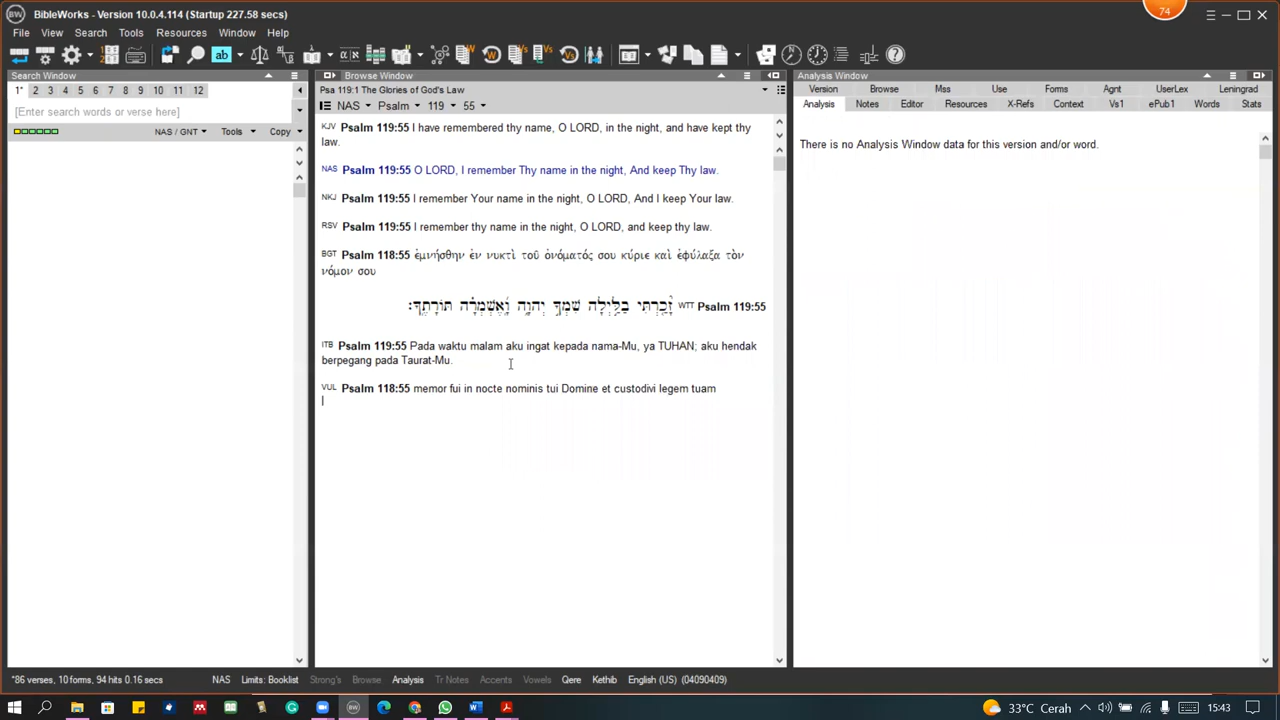 BibleWorks - Version 10.0.4.114 (Startup 227.58 secs)
74
File View Search Tools Resources Window Help
Search Window
Browse Window
Analysis Window
1* 2 3 4 5 6 7 8 9 10 11 12
[Enter search words or verse here]
NAS / GNT Tools Copy
Psa 119:1 The Glories of God's Law
NAS Psalm 119 55
KJV Psalm 119:55 I have remembered thy name, O LORD, in the night, and have kept thy
law.
NAS Psalm 119:55 O LORD, I remember Thy name in the night, And keep Thy law.
NKJ Psalm 119:55 I remember Your name in the night, O LORD, And I keep Your law.
RSV Psalm 119:55 I remember thy name in the night, O LORD, and keep thy law.
BGT Psalm 118:55 ἐμνήσθην ἐν νυκτὶ τοῦ ὀνόματός σου κύριε καὶ ἐφύλαξα τὸν
νόμον σου
WTT Psalm 119:55 זָ֘כַ֤רְתִּי בַלַּ֣יְלָה שִׁמְךָ֣ יְהוָ֑ה וָֽ֜אֶשְׁמְרָ֗ה תּוֹרָתֶֽךָ׃
ITB Psalm 119:55 Pada waktu malam aku ingat kepada nama-Mu, ya TUHAN; aku hendak
berpegang pada Taurat-Mu.
VUL Psalm 118:55 memor fui in nocte nominis tui Domine et custodivi legem tuam
Version Browse Mss Use Forms Agnt UserLex Leningrad
Analysis Notes Editor Resources X-Refs Context Vs1 ePub1 Words Stats
There is no Analysis Window data for this version and/or word.
*86 verses, 10 forms, 94 hits 0.16 secs NAS Limits: Booklist Strong's Browse Analysis Tr Notes Accents Vowels Qere Kethib English (US) (04090409)
33°C Cerah 15:43